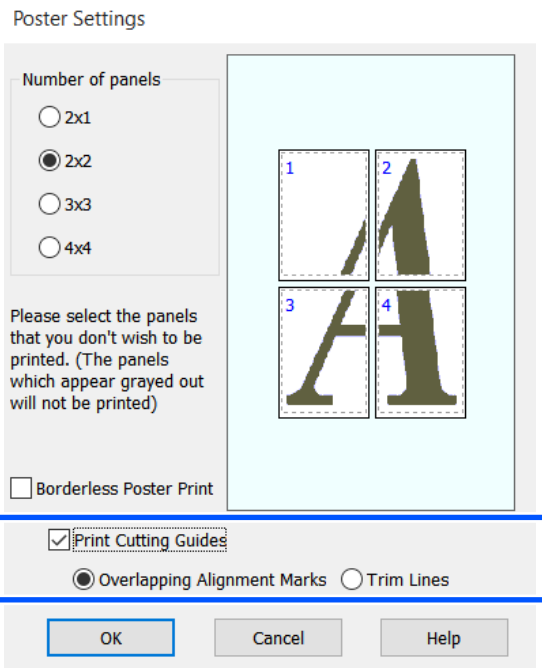 Poster Settings
Number of panels
2x1
2x2
3x3
4x4
1
2
3
4
Please select the panels
that you don't wish to be
printed. (The panels
which appear grayed out
will not be printed)
Borderless Poster Print
Print Cutting Guides
Overlapping Alignment Marks Trim Lines
OK Cancel Help